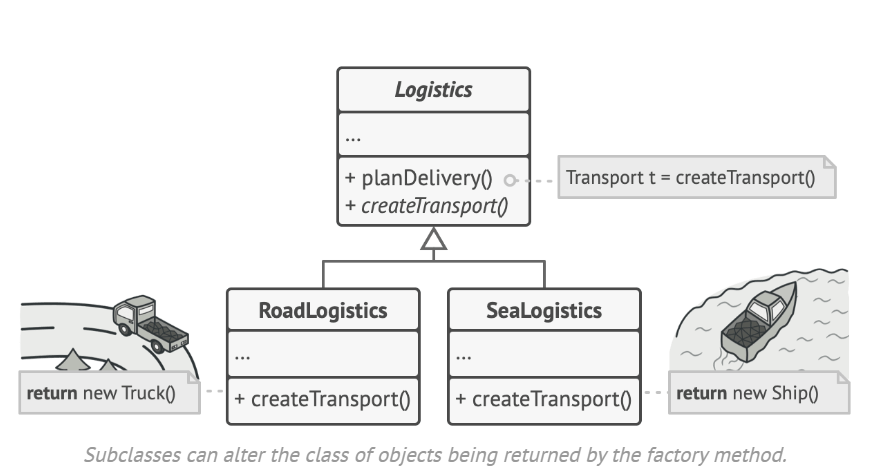 Logistics
...
+ planDelivery()
+ createTransport()
Transport t = createTransport()
RoadLogistics
...
+ createTransport()
SeaLogistics
...
+ createTransport()
return new Truck()
return new Ship()
Subclasses can alter the class of objects being returned by the factory method.